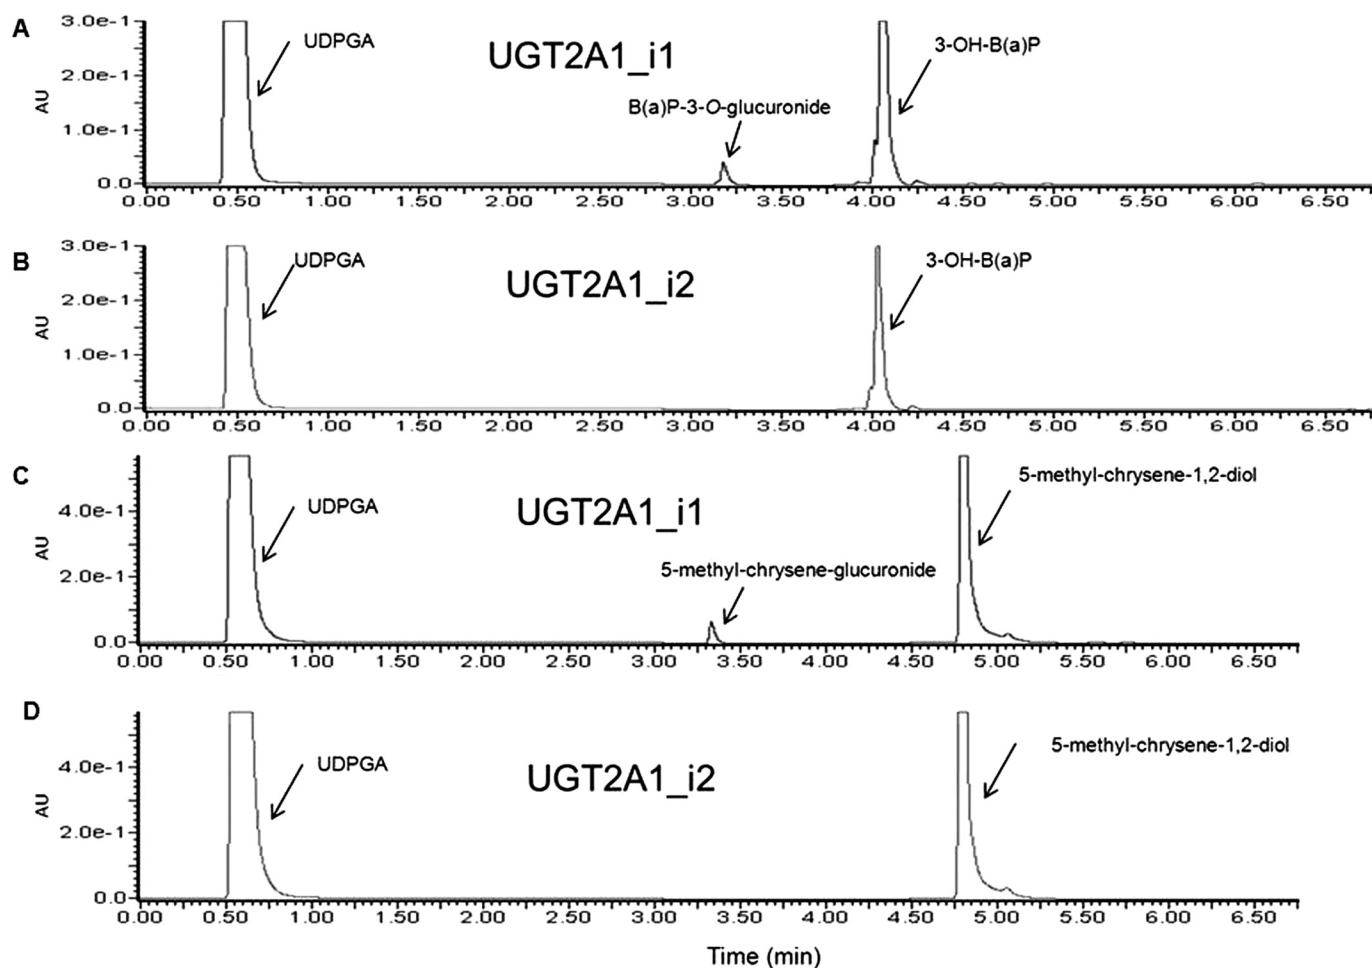 A
3.0e-1
UDPGA
UGT2A1_i1
3-OH-B(a)P
2.0e-1
AU
B(a)P-3-O-glucuronide
1.0e-1
0.0
0.00 0.50 1.00 1.50 2.00 2.50 3.00 3.50 4.00 4.50 5.00 5.50 6.00 6.50
B
3.0e-1
UDPGA
UGT2A1_i2
3-OH-B(a)P
2.0e-1
AU
1.0e-1
0.0
0.00 0.50 1.00 1.50 2.00 2.50 3.00 3.50 4.00 4.50 5.00 5.50 6.00 6.50
C
5-methyl-chrysene-1,2-diol
4.0e-1
UDPGA
UGT2A1_i1
AU
2.0e-1
5-methyl-chrysene-glucuronide
0.0
0.00 0.50 1.00 1.50 2.00 2.50 3.00 3.50 4.00 4.50 5.00 5.50 6.00 6.50
D
5-methyl-chrysene-1,2-diol
4.0e-1
UDPGA
UGT2A1_i2
AU
2.0e-1
0.0
0.00 0.50 1.00 1.50 2.00 2.50 3.00 3.50 4.00 4.50 5.00 5.50 6.00 6.50
Time (min)